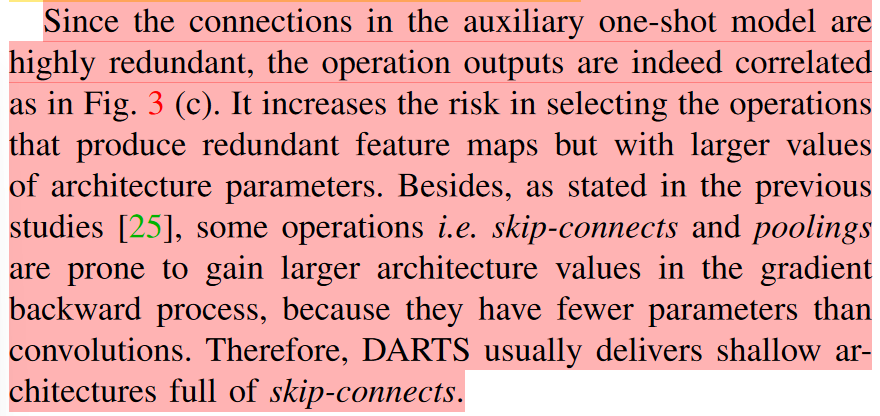 Since the connections in the auxiliary one-shot model are
highly redundant, the operation outputs are indeed correlated
as in Fig. 3 (c). It increases the risk in selecting the operations
that produce redundant feature maps but with larger values
of architecture parameters. Besides, as stated in the previous
studies [25], some operations i.e. skip-connects and poolings
are prone to gain larger architecture values in the gradient
backward process, because they have fewer parameters than
convolutions. Therefore, DARTS usually delivers shallow ar-
chitectures full of skip-connects.